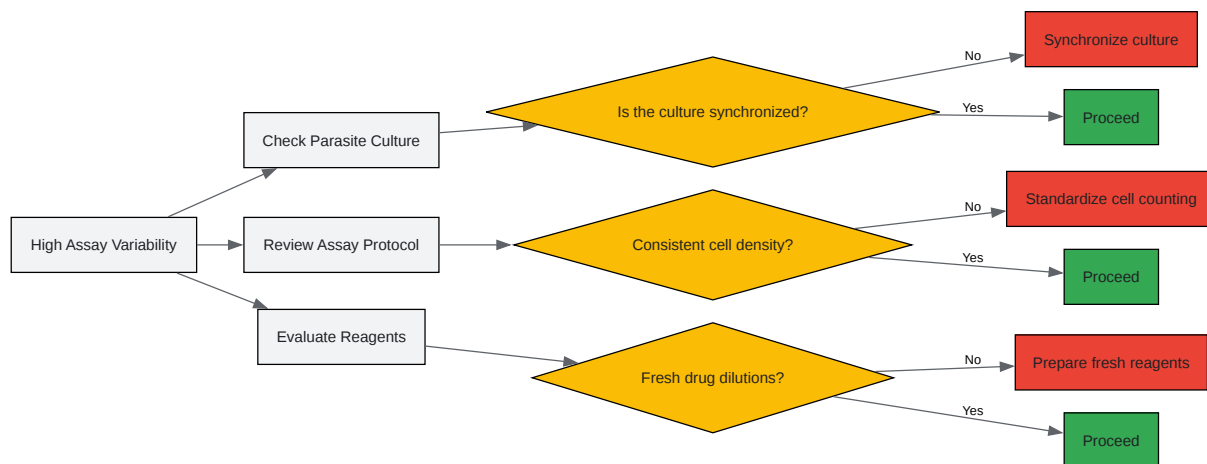 High Assay Variability
Check Parasite Culture
Review Assay Protocol
Evaluate Reagents
Is the culture synchronized?
No
Synchronize culture
Yes
Proceed
Consistent cell density?
No
Standardize cell counting
Yes
Proceed
Fresh drug dilutions?
No
Prepare fresh reagents
Yes
Proceed